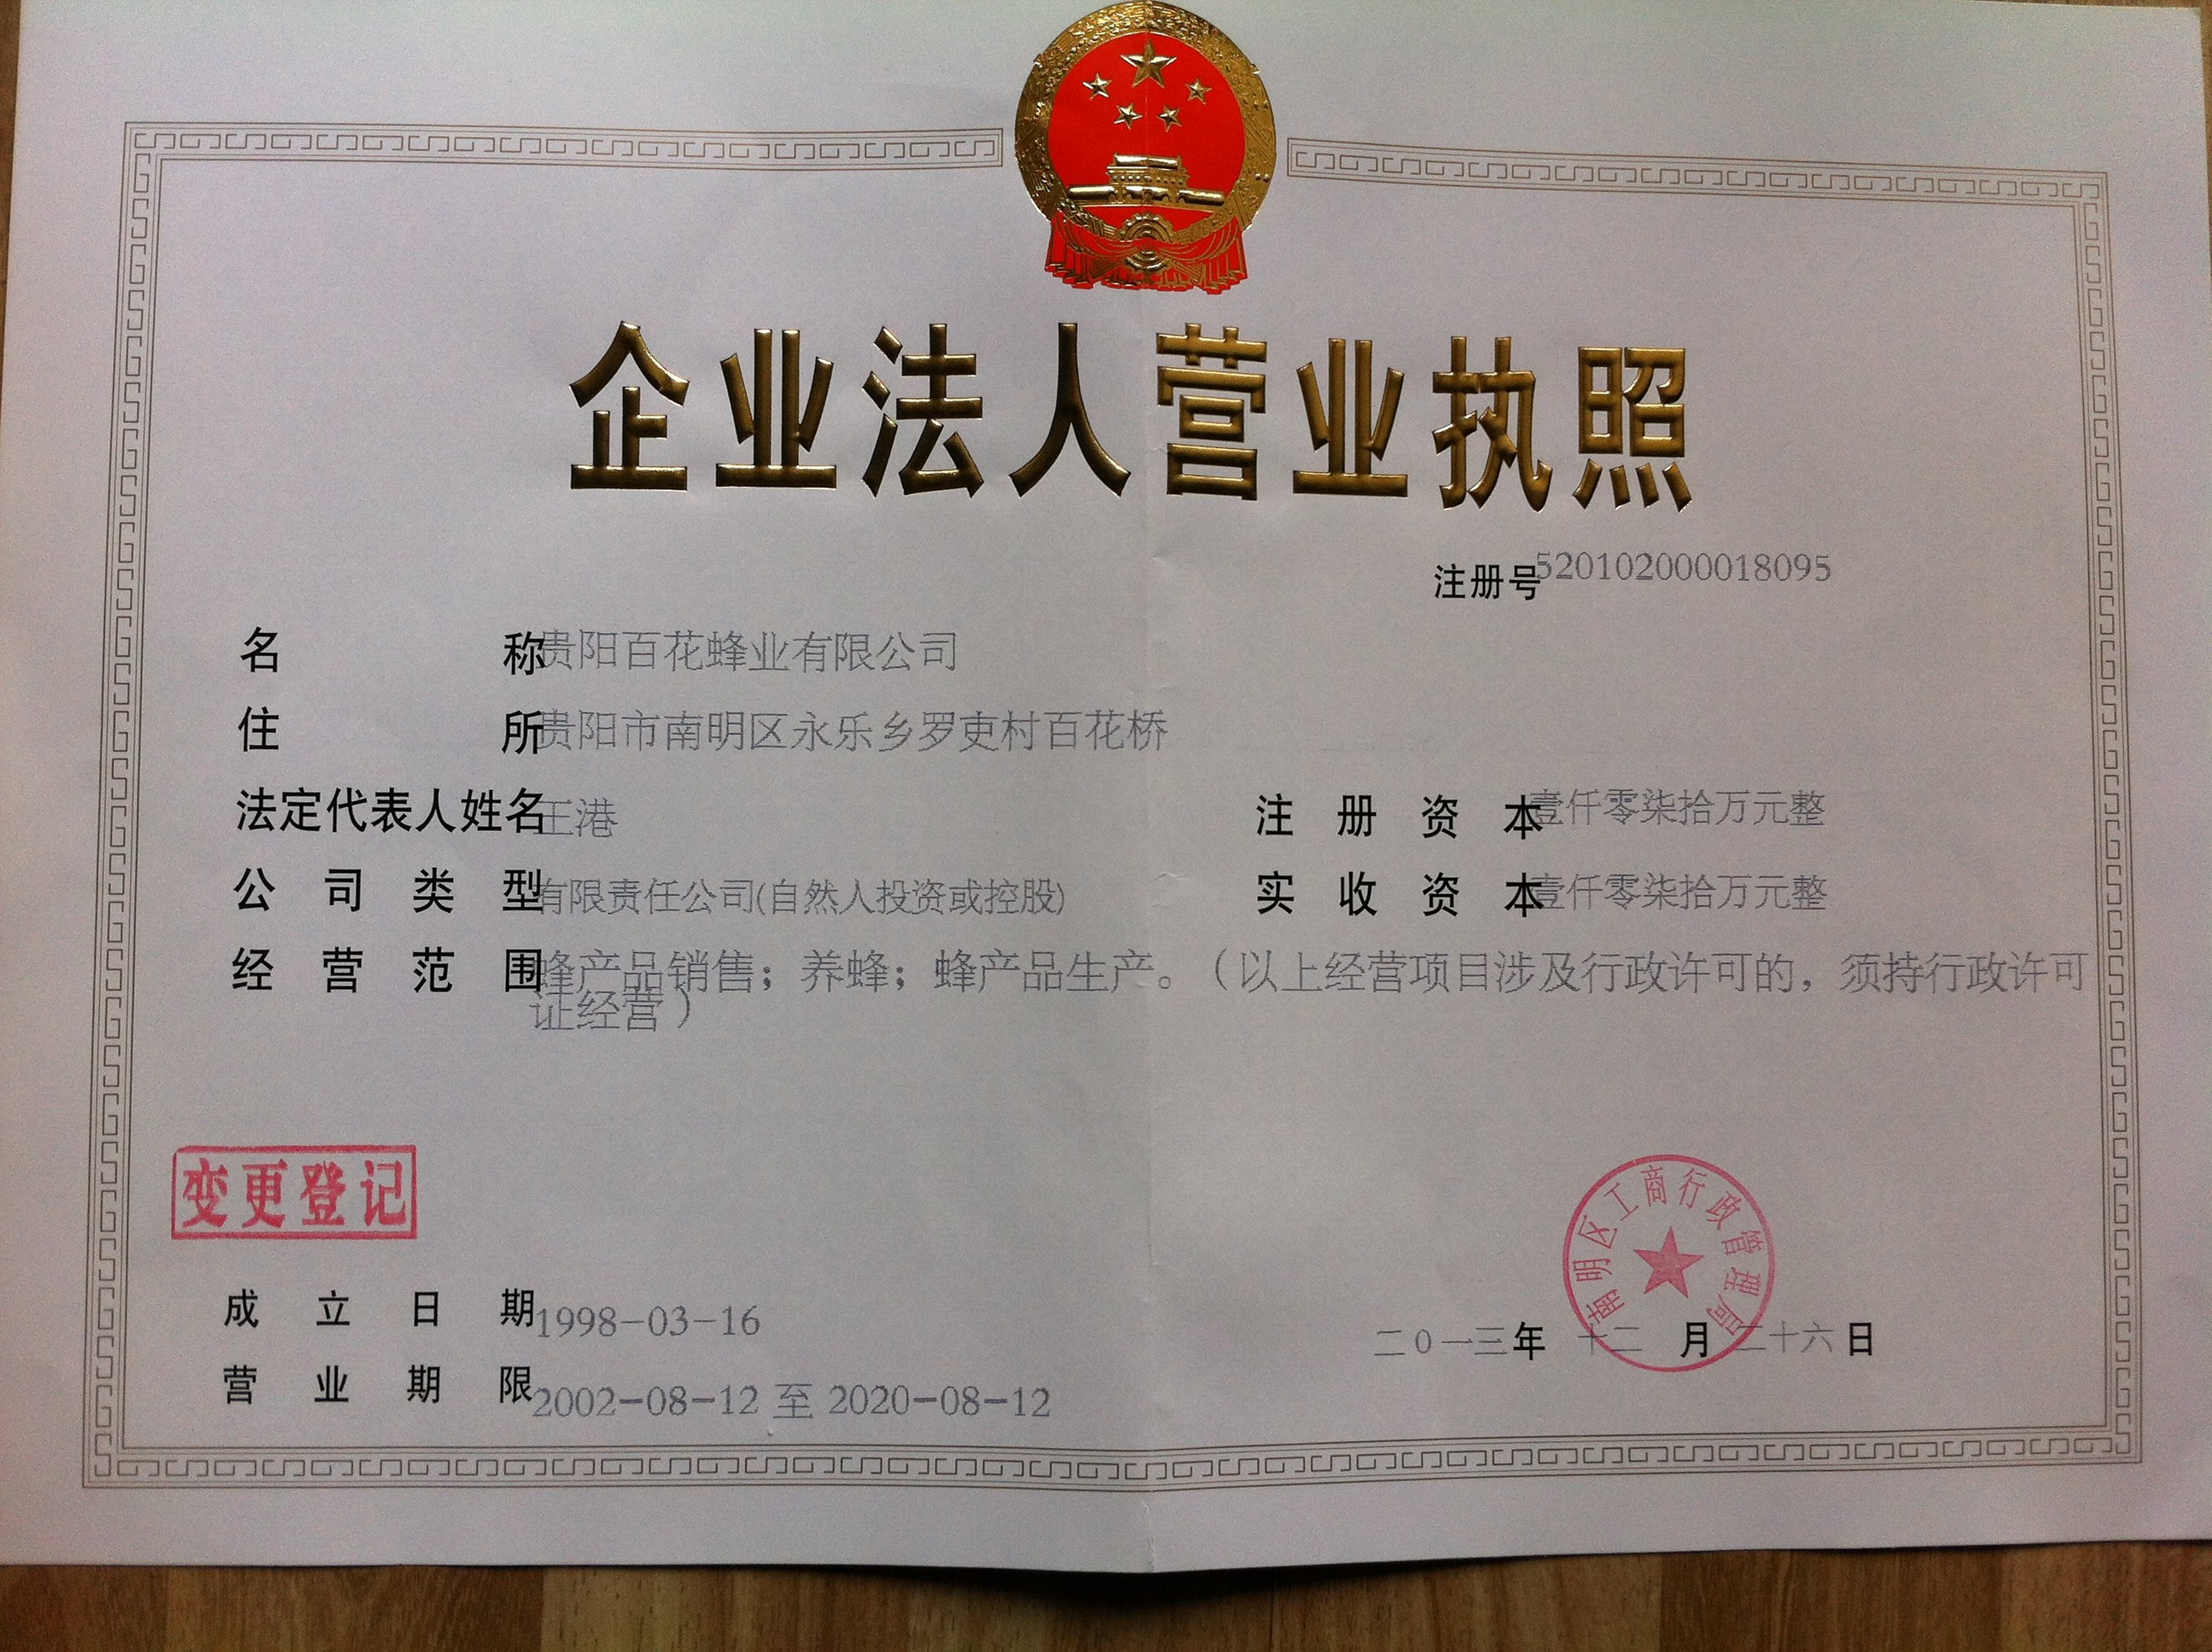 企业法人营业执照
注册号520102000018095
名称贵阳百花蜂业有限公司
住所贵阳市南明区永乐乡罗吏村百花桥
法定代表人姓名王港
注册资本壹仟零柒拾万元整
公司类型有限责任公司(自然人投资或控股)
实收资本壹仟零柒拾万元整
经营范围蜂产品销售；养蜂；蜂产品生产。（以上经营项目涉及行政许可的，须持行政许可
证经营）
变更登记
南明区工商行政管理局
成立日期1998-03-16
二0一三年 十二 月 二十六 日
营业期限2002-08-12 至 2020-08-12